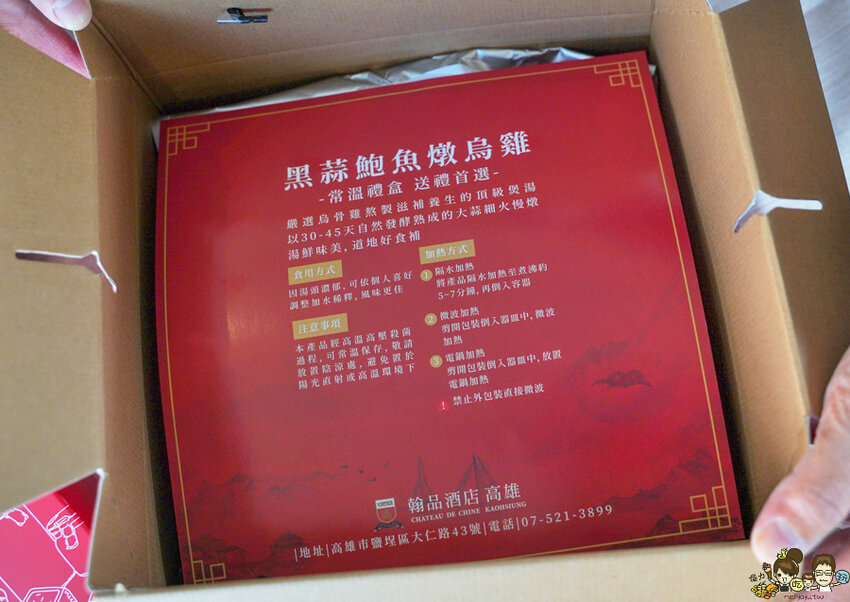 黑蒜鮑魚燉烏雞
-常溫禮盒 送禮首選-
嚴選烏骨雞熬製滋補養生的頂級煲湯
以30-45天自然發酵熟成的大蒜細火慢燉
湯鮮味美,道地好食補
食用方式
因湯頭濃郁,可依個人喜好
調整加水稀釋,風味更佳
注意事項
本產品經高溫高壓殺菌
過程,可常溫保存,敬請
放置陰涼處,避免置於
陽光直射或高溫環境下
加熱方式
1 隔水加熱
將產品隔水加熱至煮沸約
5~7分鐘,再倒入容器
2 微波加熱
剪開包裝倒入器皿中,微波
加熱
3 電鍋加熱
剪開包裝倒入器皿中,放置
電鍋加熱
! 禁止外包裝直接微波
翰品酒店 高雄
CHATEAU DE CHINE KAOHSIUNG
|地址|高雄市鹽埕區大仁路43號|電話|07-521-3899
neljoyu.tw